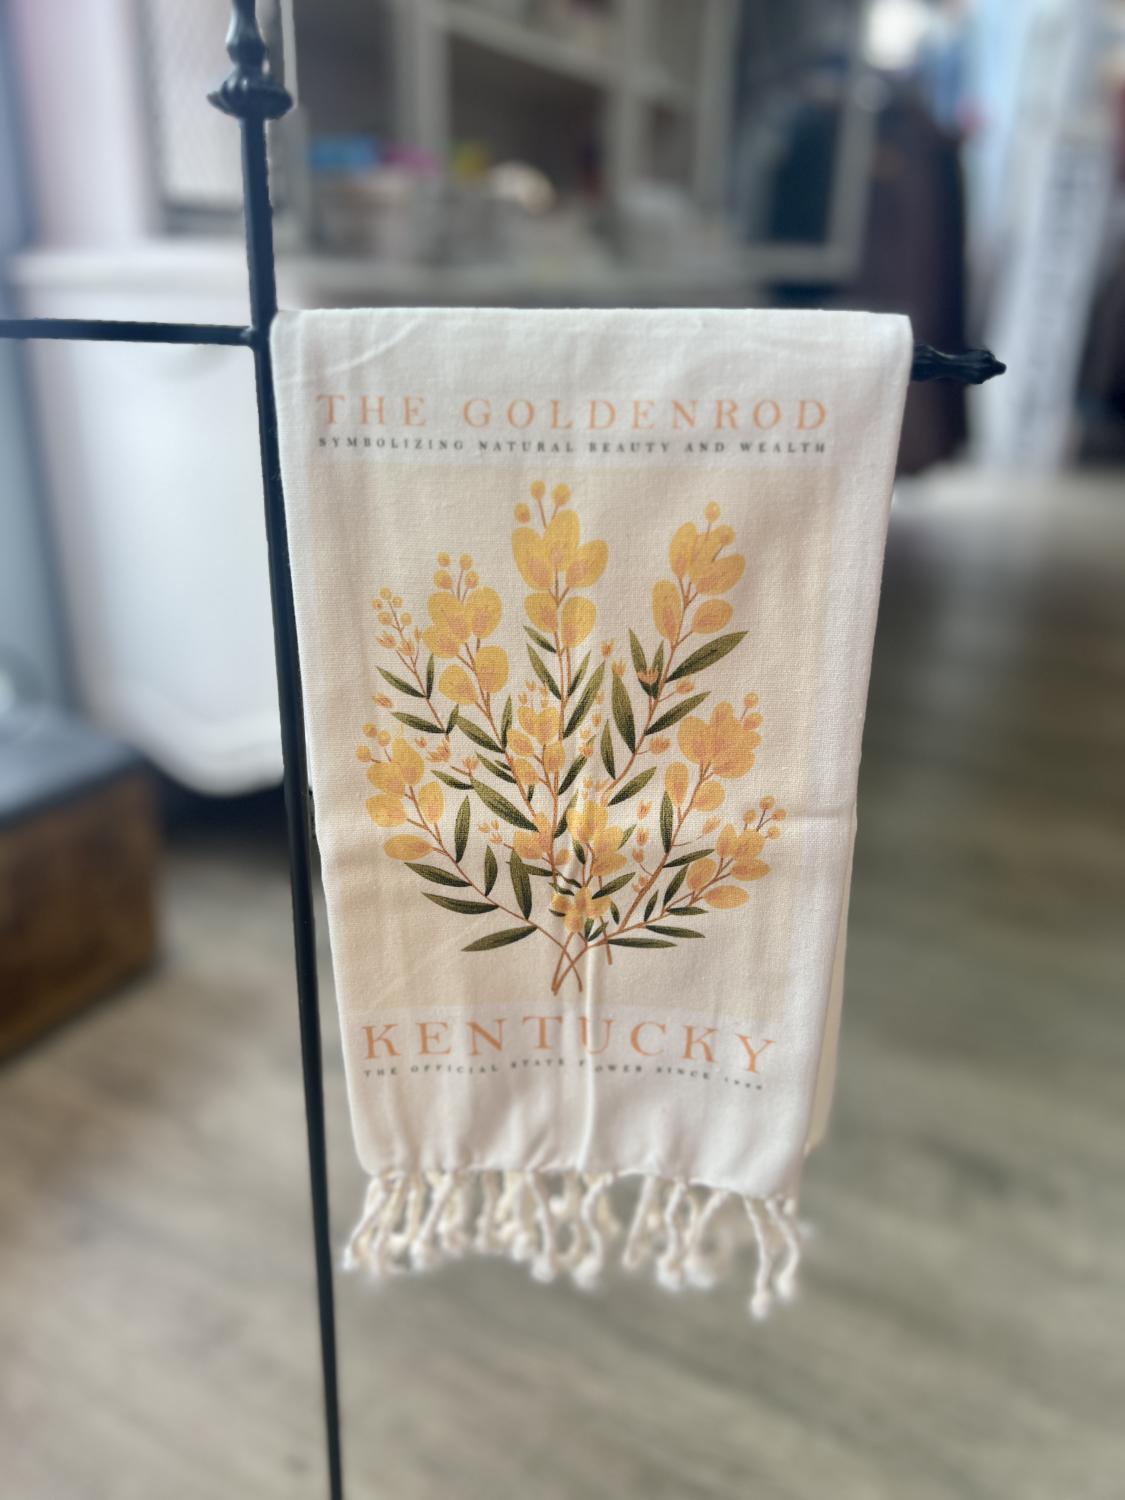 THE GOLDENROD
SYMBOLIZING NATURAL BEAUTY AND WEALTH
KENTUCKY
THE OFFICIAL STATE FLOWER SINCE